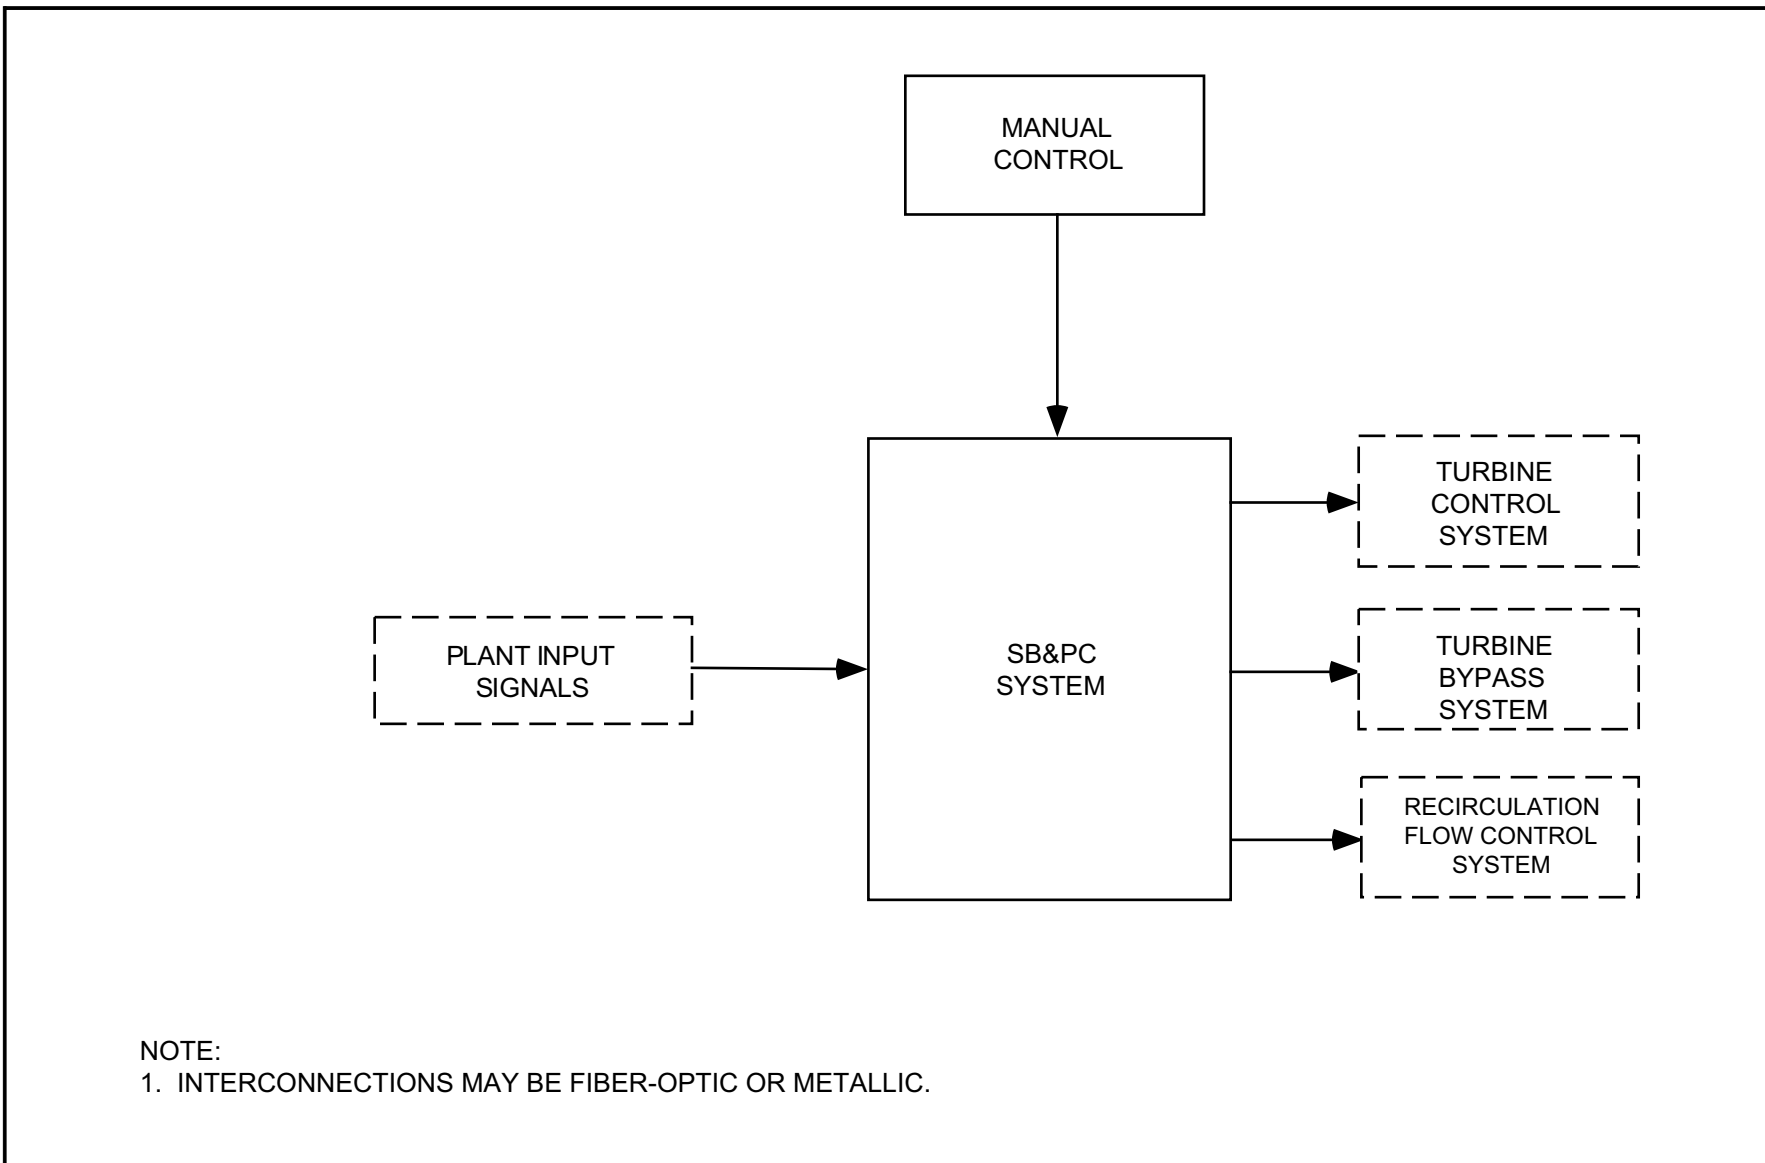 MANUAL
CONTROL
TURBINE
CONTROL
SYSTEM
PLANT INPUT
SIGNALS
SB&PC
SYSTEM
TURBINE
BYPASS
SYSTEM
RECIRCULATION
FLOW CONTROL
SYSTEM
NOTE:
1. INTERCONNECTIONS MAY BE FIBER-OPTIC OR METALLIC.